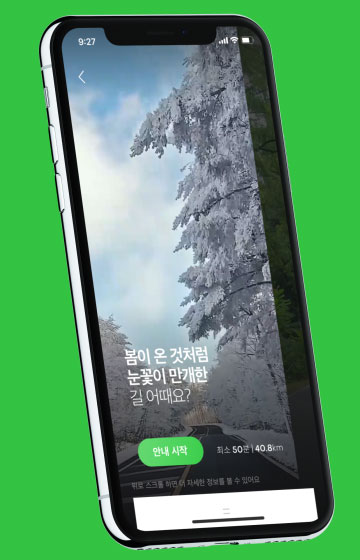 9:27
봄이 온 것처럼
눈꽃이 만개한
길 어때요?
안내 시작
최소 50분 | 40.8km
위로 스크롤 하면 더 자세한 정보를 볼 수 있어요